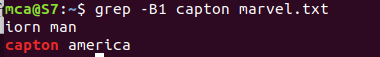 mca@S7:~$ grep -B1 capton marvel.txt
iorn man
capton america